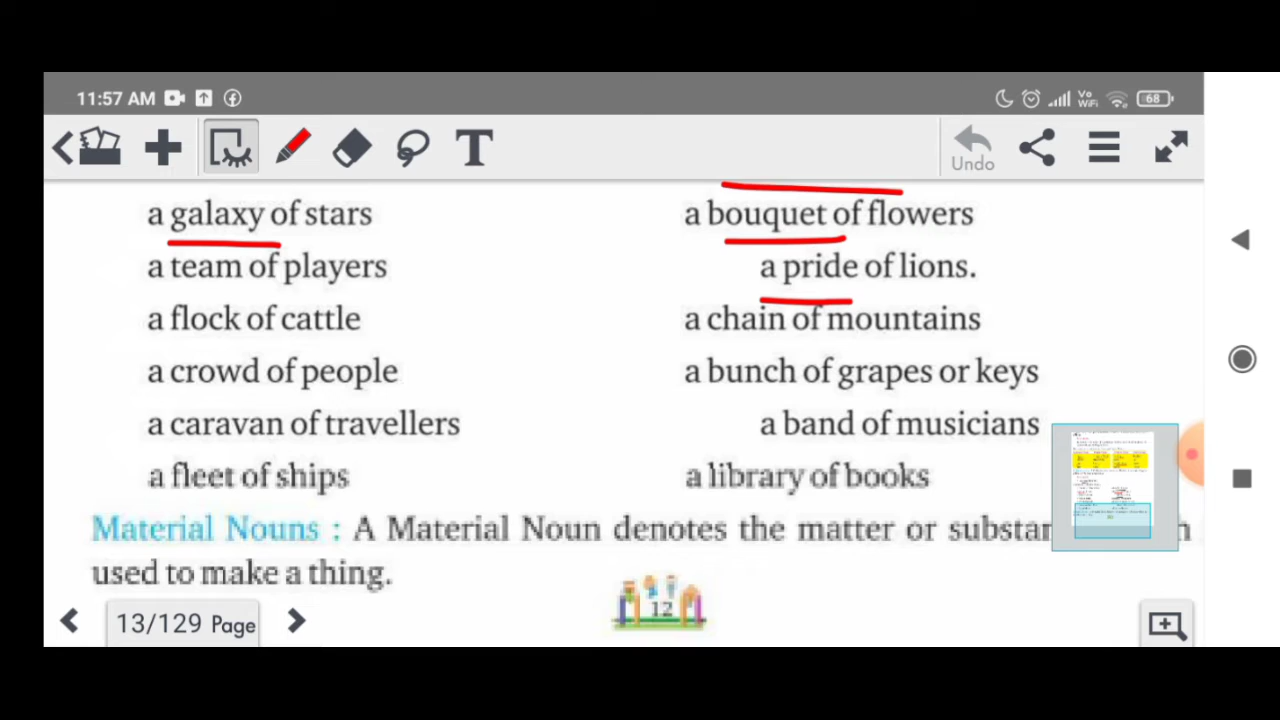 11:57 AM
Vo
WiFi
68
Undo
a galaxy of stars
a bouquet of flowers
a team of players
a pride of lions.
a flock of cattle
a chain of mountains
a crowd of people
a bunch of grapes or keys
a caravan of travellers
a band of musicians
a fleet of ships
a library of books
Material Nouns : A Material Noun denotes the matter or
used to make a thing.
12
13/129 Page